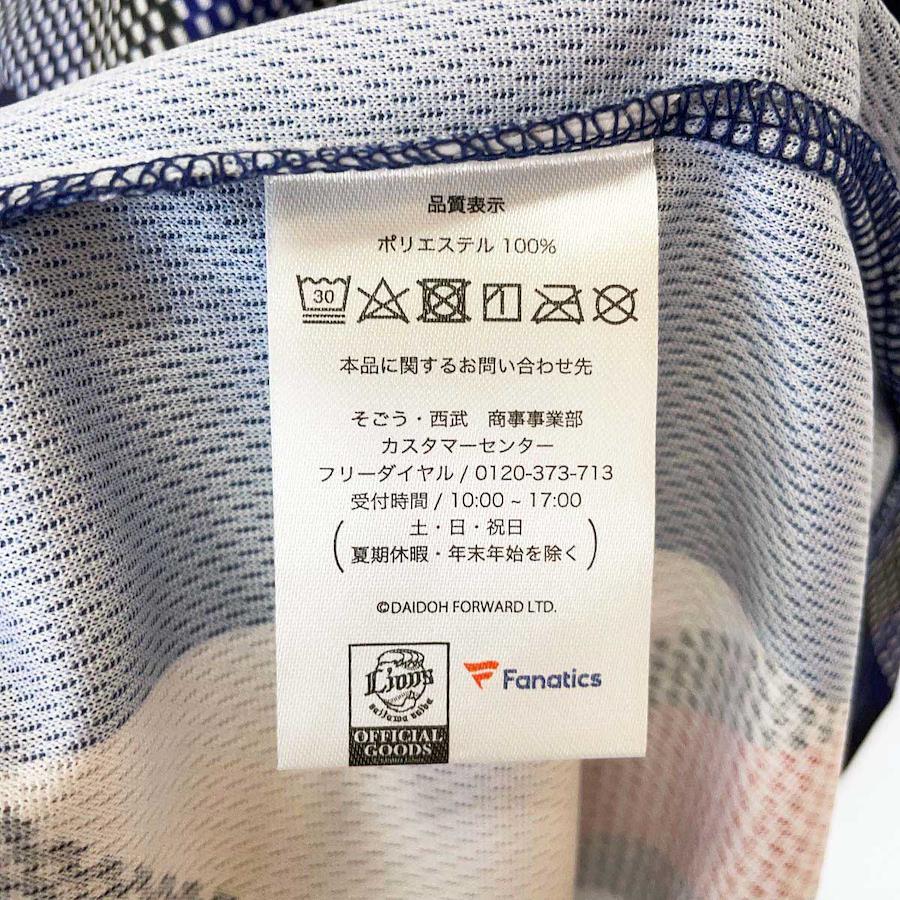 品質表示
ポリエステル 100%
30
1
本品に関するお問い合わせ先
そごう・西武 商事事業部
カスタマーセンター
フリーダイヤル / 0120-373-713
受付時間 / 10:00 ~ 17:00
(土・日・祝日
夏期休暇・年末年始を除く)
©DAIDOH FORWARD LTD.
Lions
saitama seibu
OFFICIAL
GOODS
Fanatics